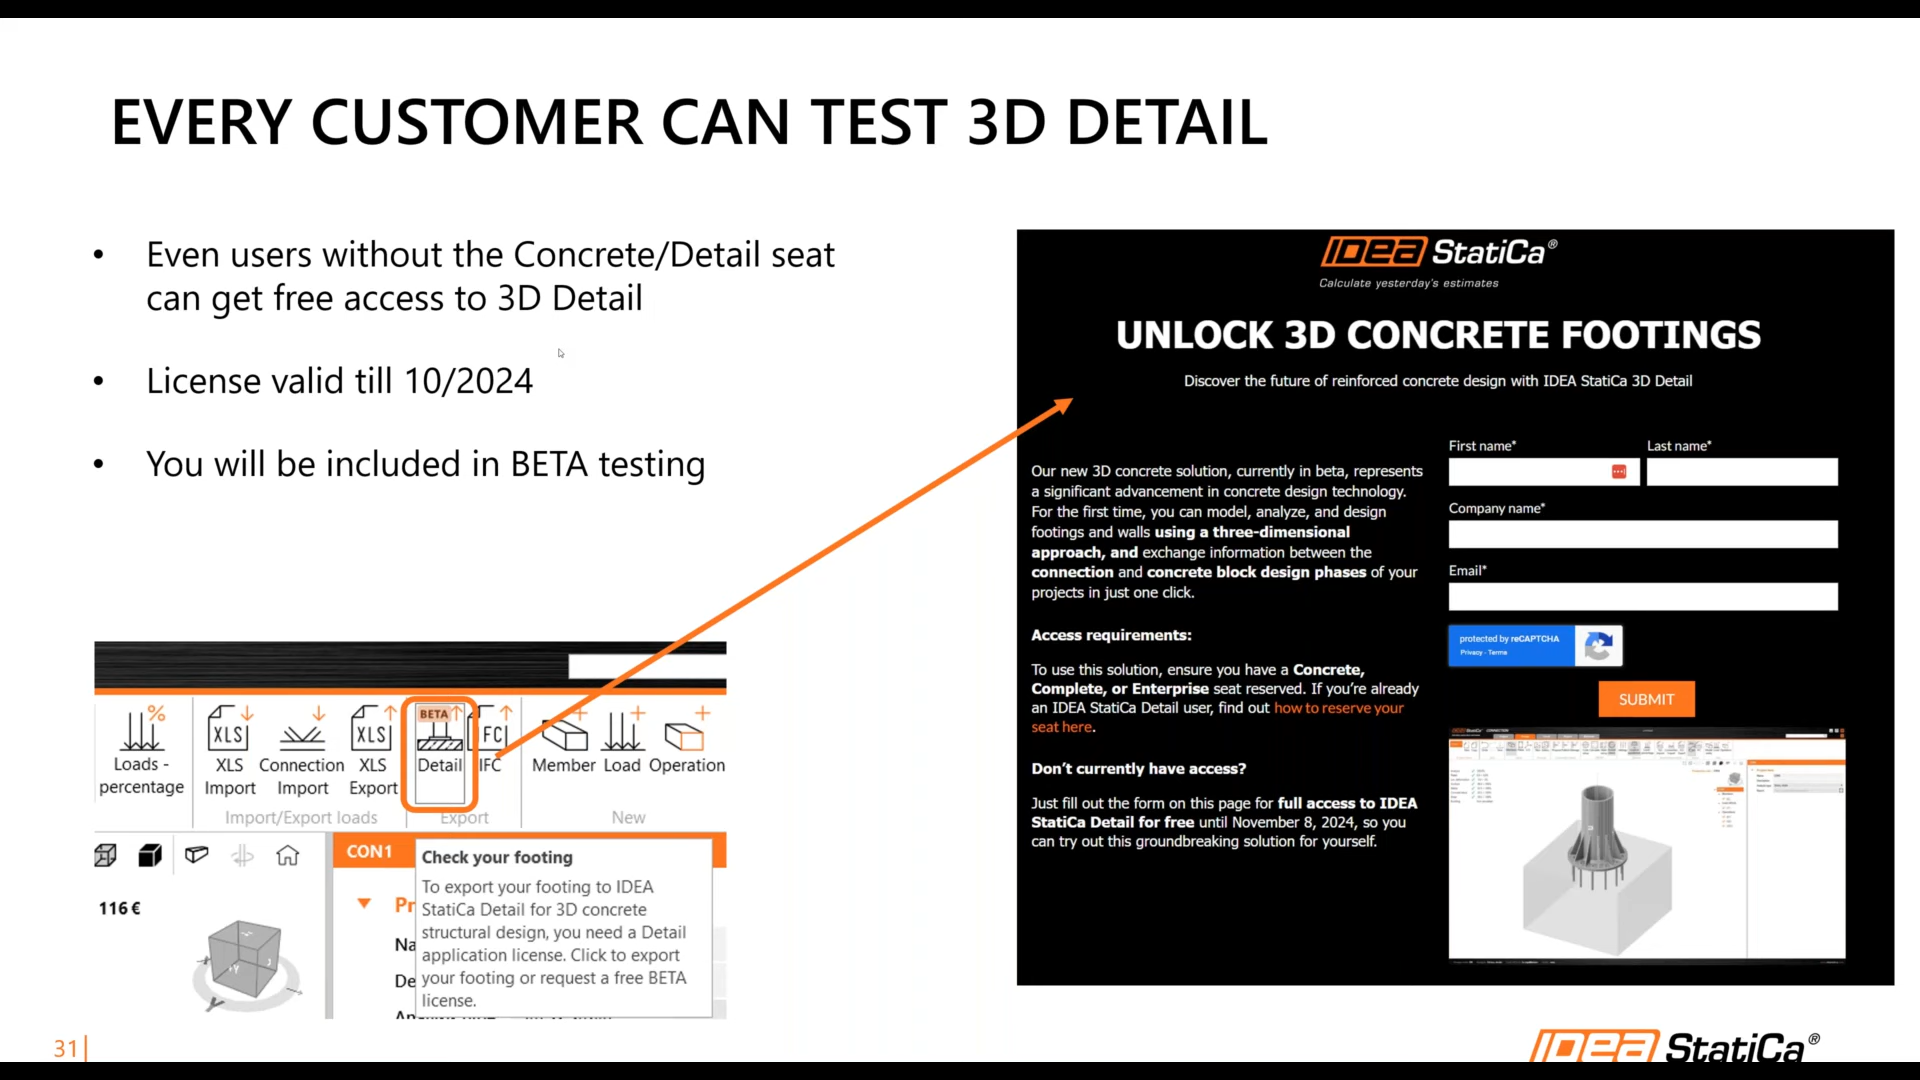 EVERY CUSTOMER CAN TEST 3D DETAIL
• Even users without the Concrete/Detail seat
can get free access to 3D Detail
• License valid till 10/2024
• You will be included in BETA testing
Loads -
percentage
XLS
Import
Connection
Import
XLS
Export
BETA
Detail
IFC
Member
Load
Operation
Import/Export loads
Export
New
116 €
CON1
Check your footing
To export your footing to IDEA
StatiCa Detail for 3D concrete
structural design, you need a Detail
application license. Click to export
your footing or request a free BETA
license.
IDEA StatiCa®
Calculate yesterday's estimates
UNLOCK 3D CONCRETE FOOTINGS
Discover the future of reinforced concrete design with IDEA StatiCa 3D Detail
Our new 3D concrete solution, currently in beta, represents
a significant advancement in concrete design technology.
For the first time, you can model, analyze, and design
footings and walls using a three-dimensional
approach, and exchange information between the
connection and concrete block design phases of your
projects in just one click.
Access requirements:
To use this solution, ensure you have a Concrete,
Complete, or Enterprise seat reserved. If you're already
an IDEA StatiCa Detail user, find out how to reserve your
seat here.
Don't currently have access?
Just fill out the form on this page for full access to IDEA
StatiCa Detail for free until November 8, 2024, so you
can try out this groundbreaking solution for yourself.
First name*
Last name*
Company name*
Email*
protected by reCAPTCHA
Privacy - Terms
SUBMIT
31
IDEA StatiCa®